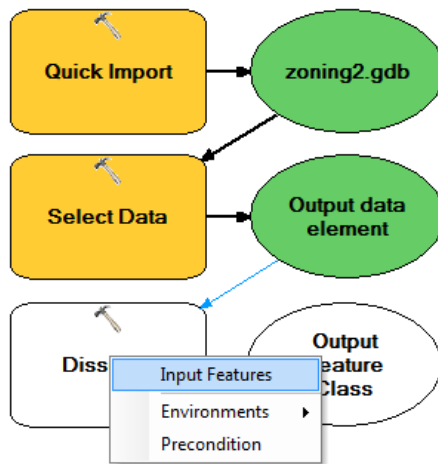 Quick Import
zoning2.gdb
Select Data
Output data
element
Diss
Output
eature
Class
Input Features
Environments
Precondition